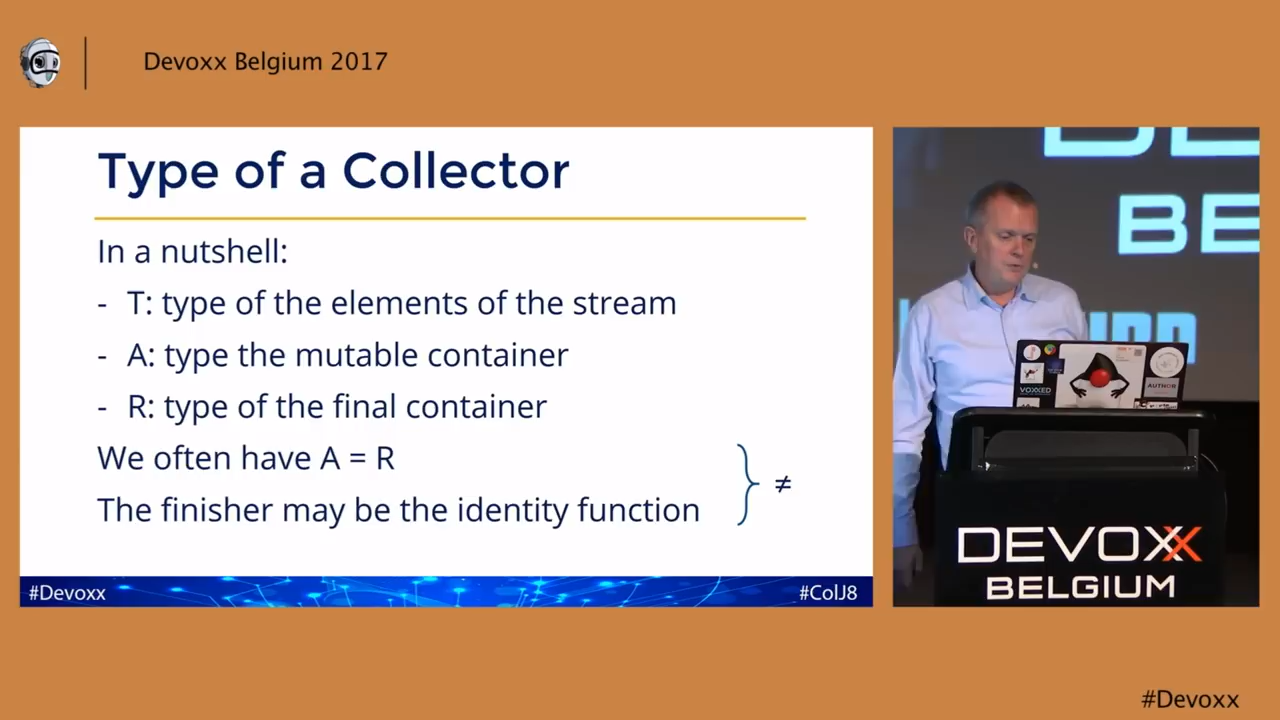 Devoxx Belgium 2017
Type of a Collector
In a nutshell:
- T: type of the elements of the stream
- A: type the mutable container
- R: type of the final container
We often have A = R
The finisher may be the identity function
} ≠
#Devoxx
#ColJ8
BE
VOXXED
AUTHOR
DEVOXX
BELGIUM
#Devoxx